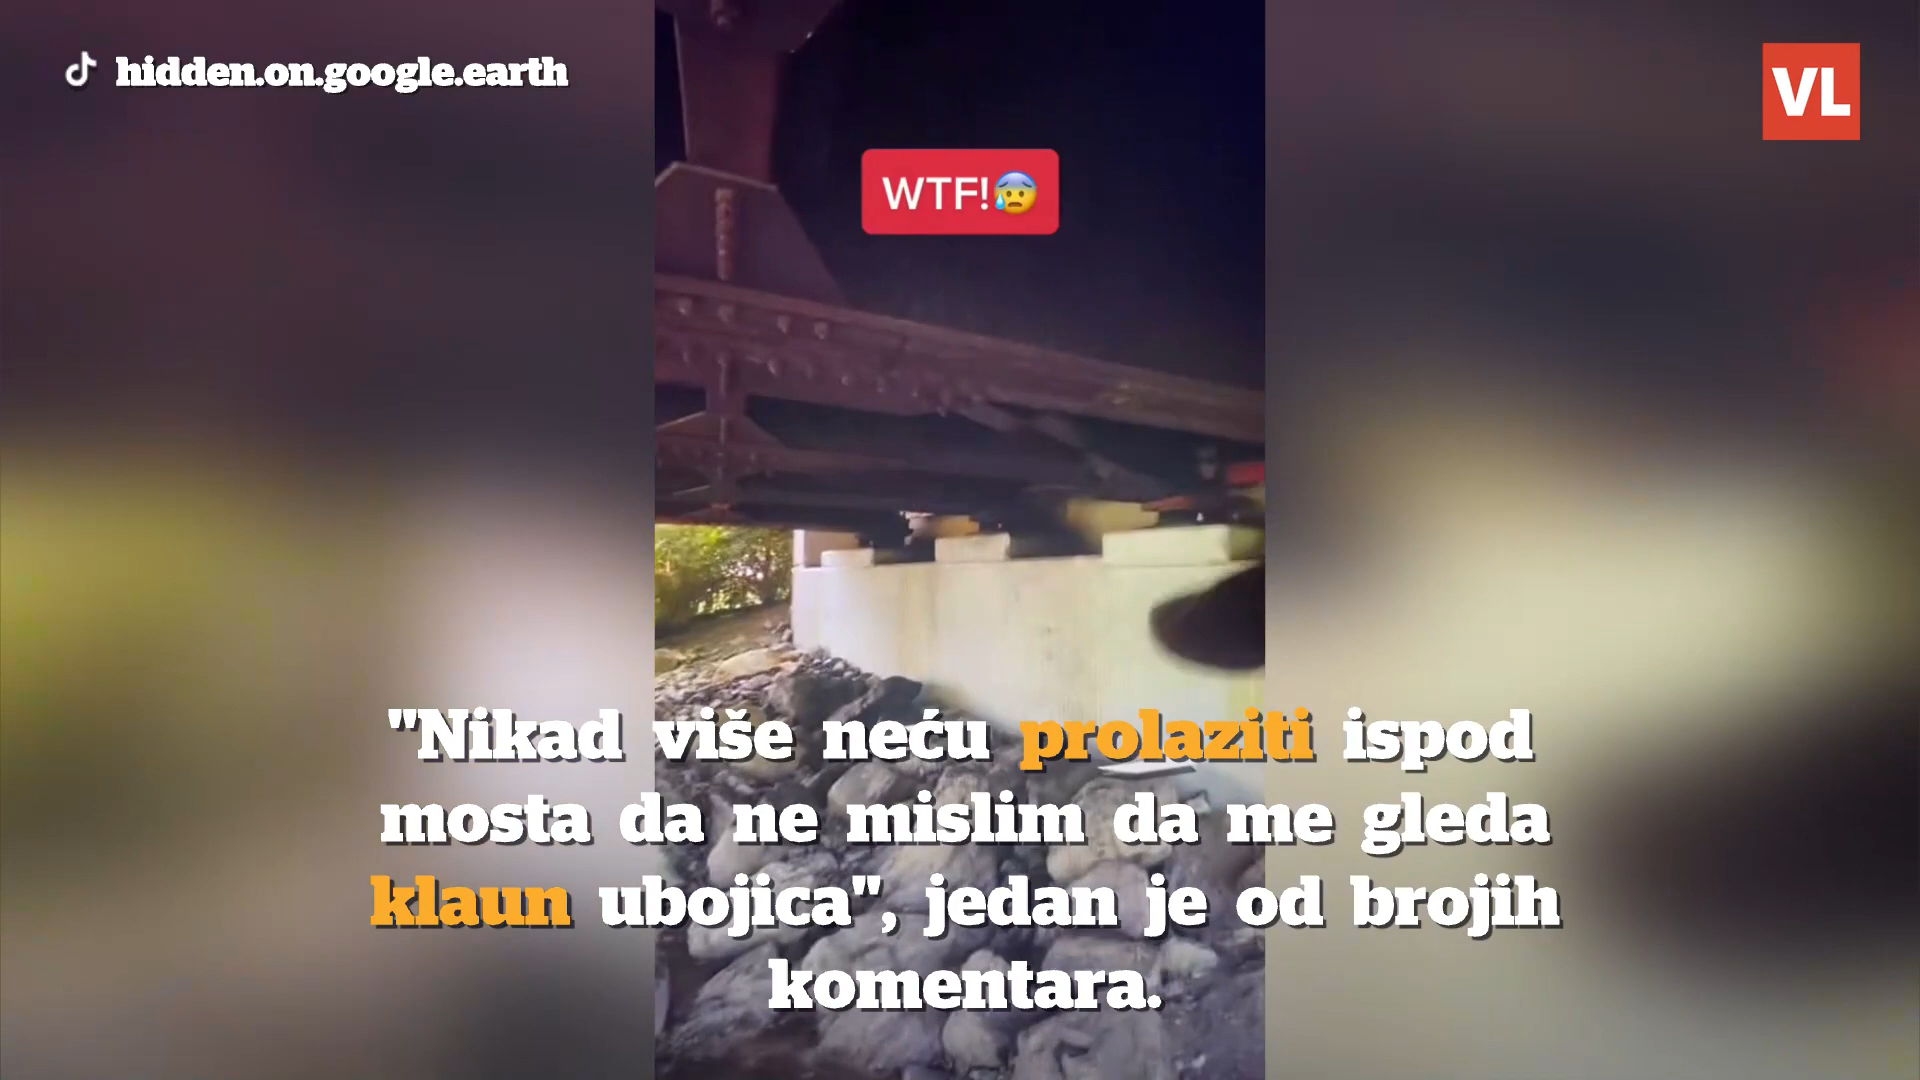 hidden.on.google.earth
VL
WTF!😰
"Nikad više neću prolaziti ispod
mosta da ne mislim da me gleda
klaun ubojica", jedan je od brojih
komentara.